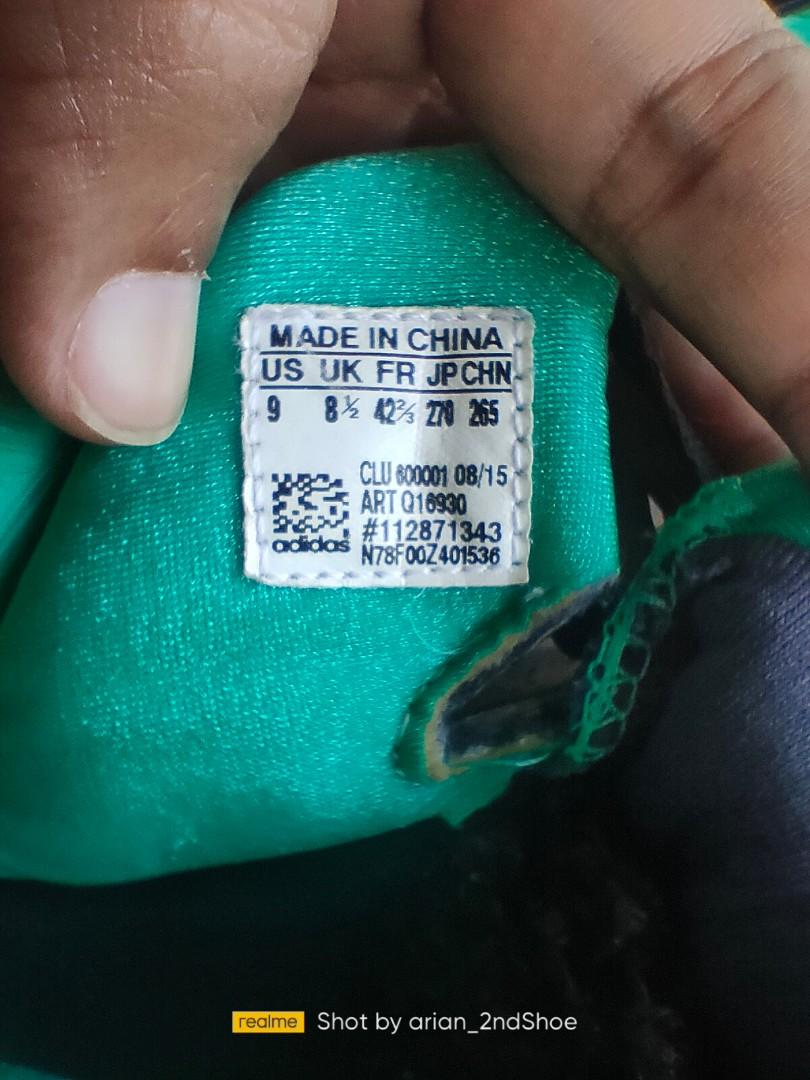 MADE IN CHINA
US UK FR JP CHN
9 8½ 42⅔ 270 265
CLU 600001 08/15
ART Q16930
#112871343
adidas N78F00Z401536
realme Shot by arian_2ndShoe